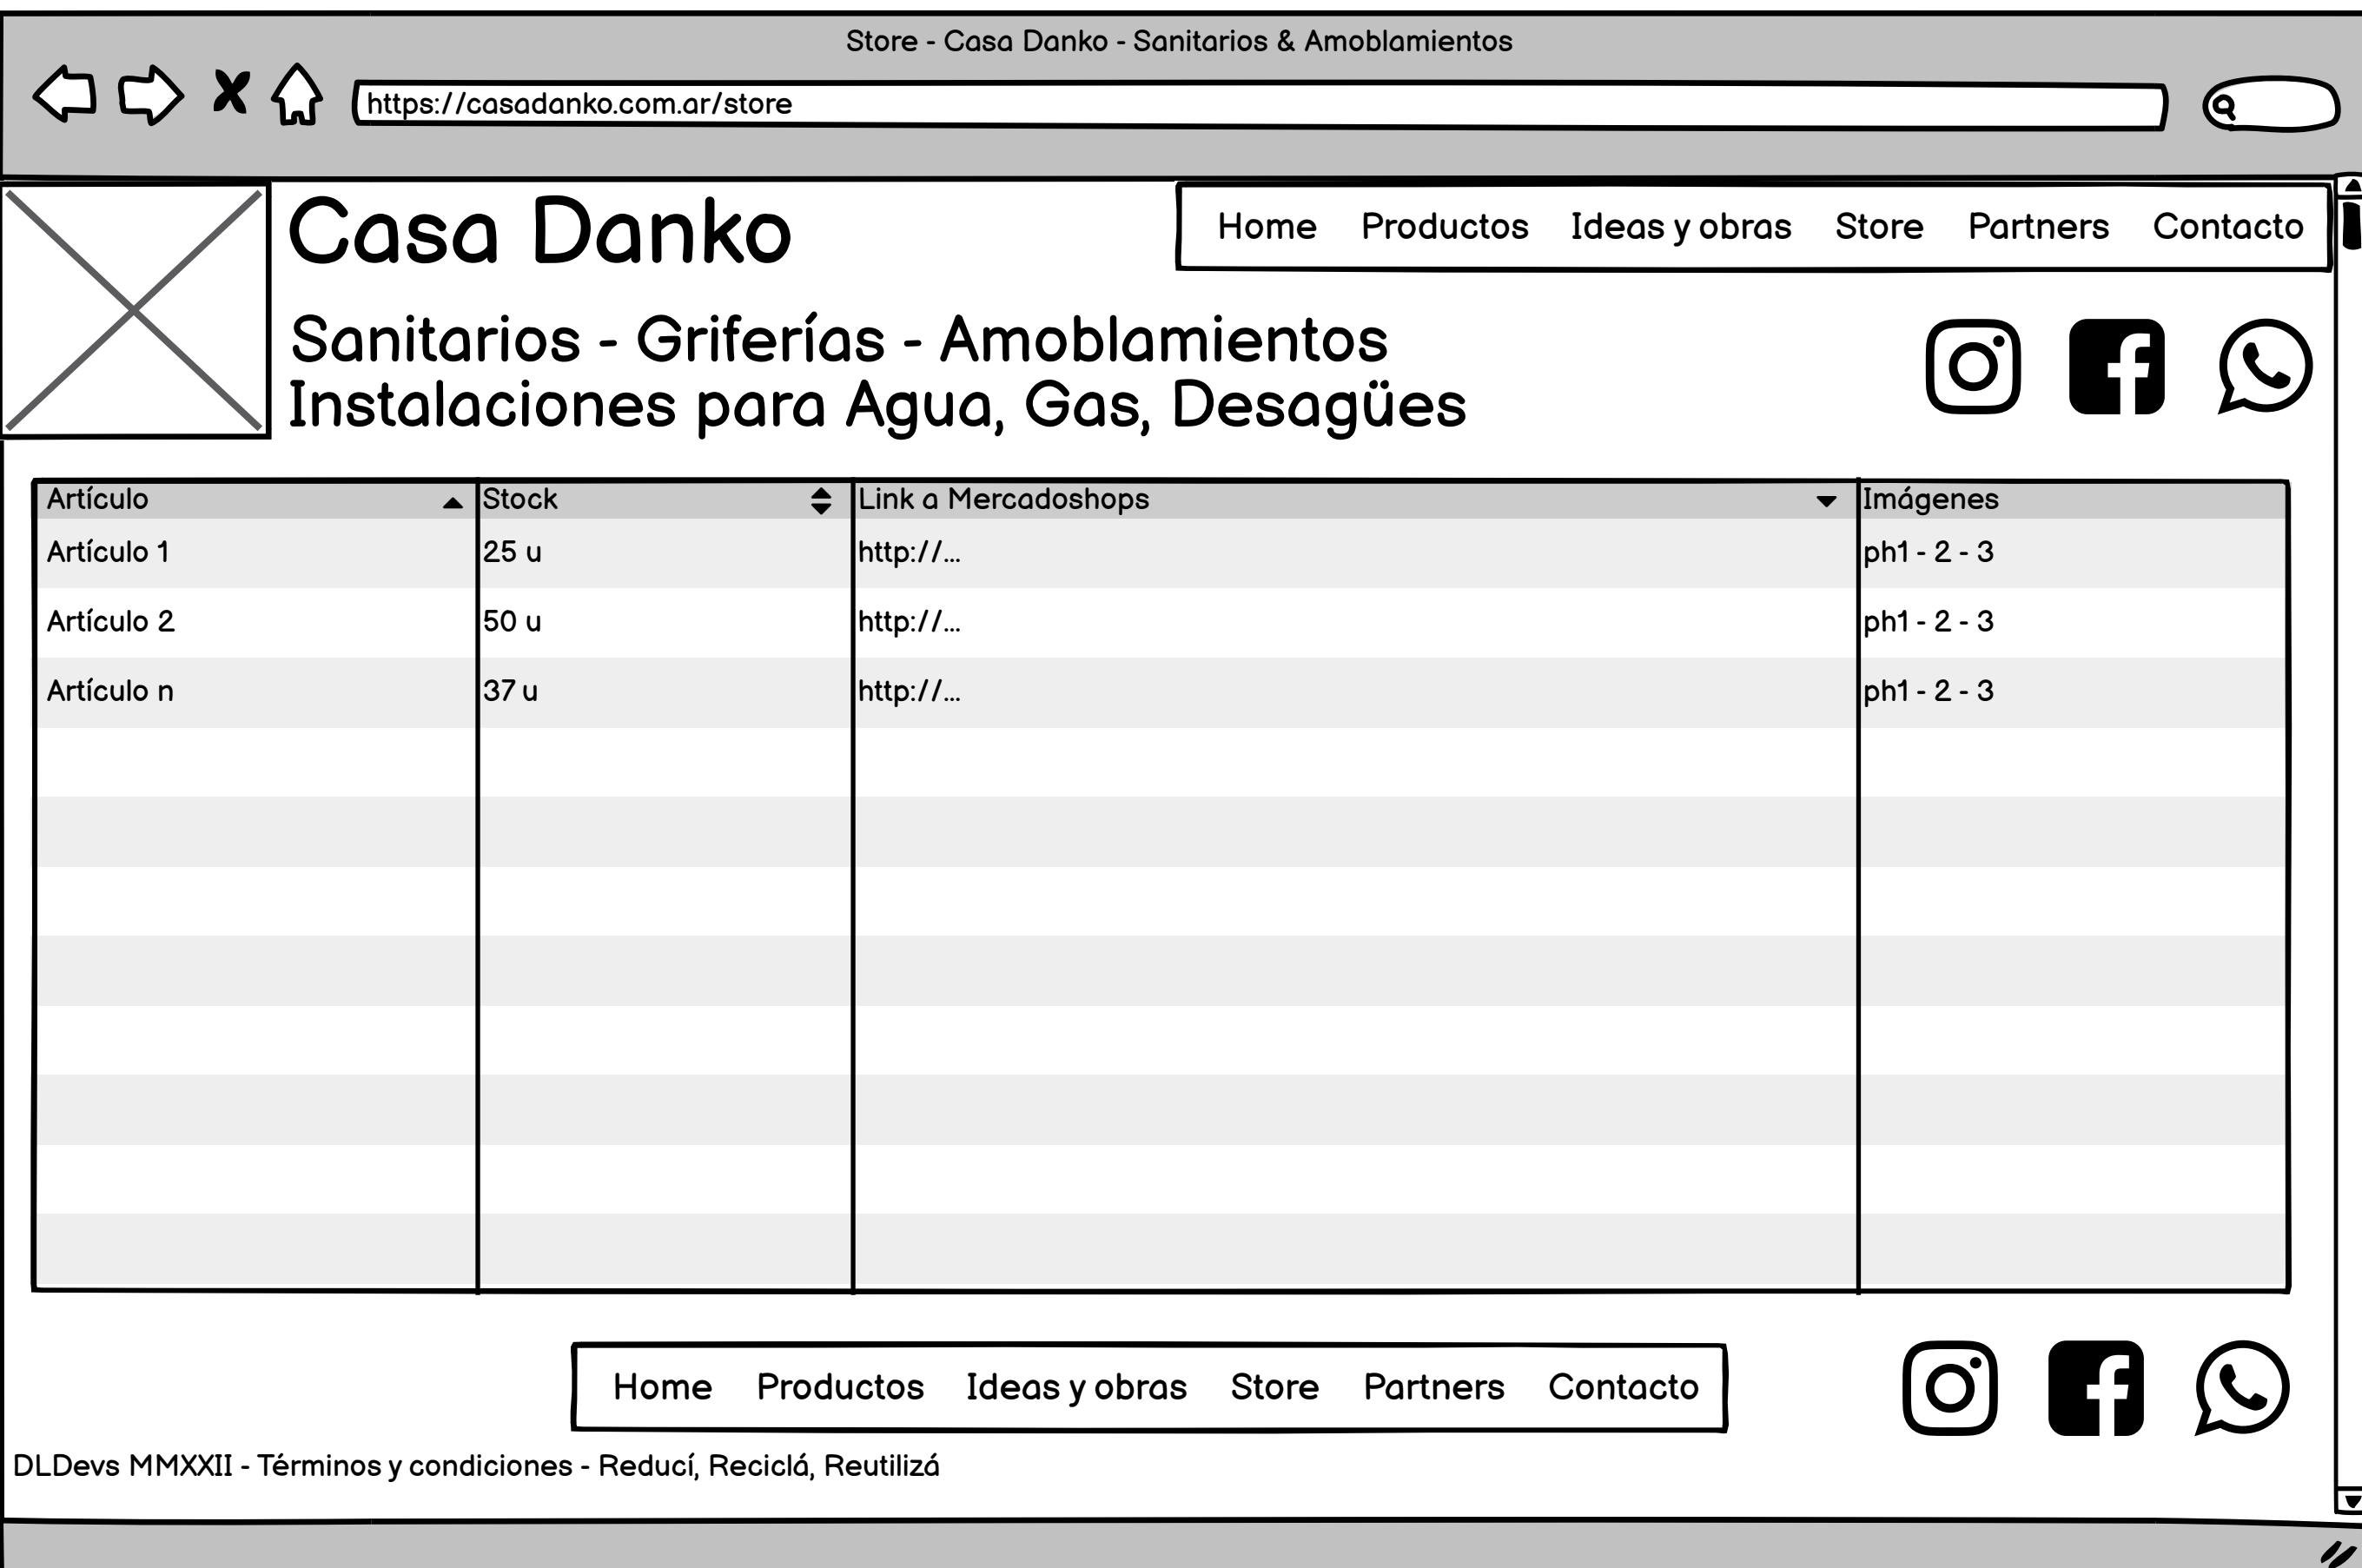 Store - Casa Danko - Sanitarios & Amoblamientos
https://casadanko.com.ar/store
Casa Danko
Home Productos Ideas y obras Store Partners Contacto
Sanitarios - Griferías - Amoblamientos
Instalaciones para Agua, Gas, Desagües
Artículo Stock Link a Mercadoshops Imágenes
Artículo 1 25 u http://... ph1 - 2 - 3
Artículo 2 50 u http://... ph1 - 2 - 3
Artículo n 37 u http://... ph1 - 2 - 3
Home Productos Ideas y obras Store Partners Contacto
DLDevs MMXXII - Términos y condiciones - Reducí, Reciclá, Reutilizá